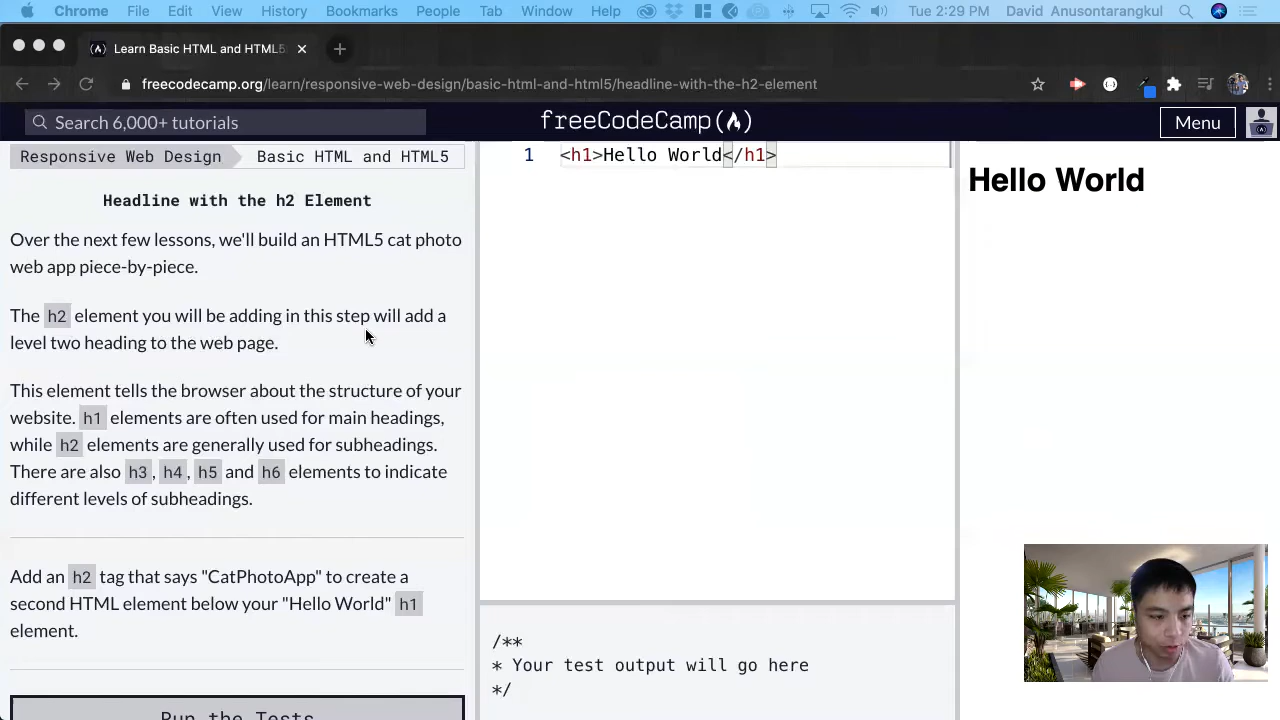 Chrome File Edit View History Bookmarks People Tab Window Help Tue 2:29 PM David Anusontarangkul
Learn Basic HTML and HTML5
freecodecamp.org/learn/responsive-web-design/basic-html-and-html5/headline-with-the-h2-element
Search 6,000+ tutorials
freeCodeCamp
Menu
Responsive Web Design Basic HTML and HTML5
Headline with the h2 Element
Over the next few lessons, we'll build an HTML5 cat photo
web app piece-by-piece.
The h2 element you will be adding in this step will add a
level two heading to the web page.
This element tells the browser about the structure of your
website. h1 elements are often used for main headings,
while h2 elements are generally used for subheadings.
There are also h3, h4, h5 and h6 elements to indicate
different levels of subheadings.
Add an h2 tag that says "CatPhotoApp" to create a
second HTML element below your "Hello World" h1
element.
Run the Tests
1 <h1>Hello World</h1>
/**
* Your test output will go here
*/
Hello World